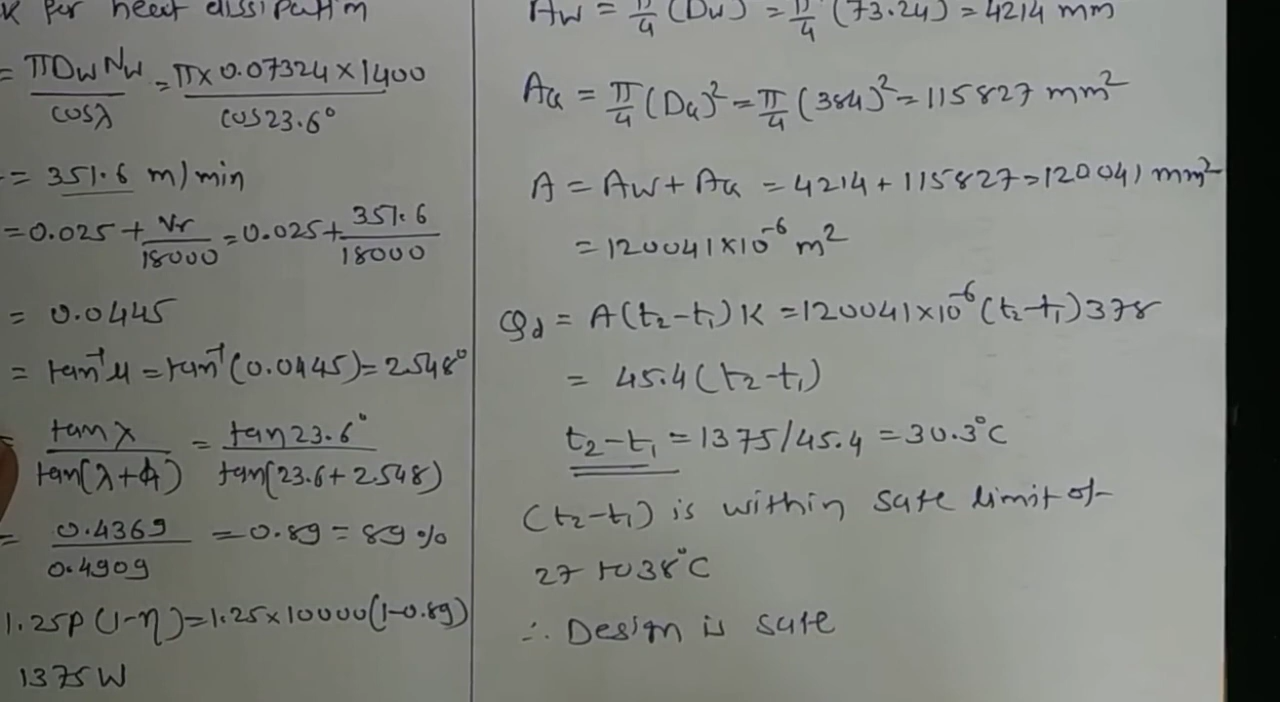 K per heat dissipation
= πDwNw/cosλ = π×0.07324×1400/cos23.6°
= 351.6 m/min
= 0.025 + Vr/18000 = 0.025 + 351.6/18000
= 0.0445
= tan⁻¹μ = tan⁻¹(0.0445) = 2.548°
= tanλ/tan(λ+ϕ) = tan23.6°/tan(23.6+2.548)
= 0.4369/0.4909 = 0.89 = 89%
1.25P(1-η) = 1.25×10000(1-0.89)
1375W
Aw = π/4 (Dw) = π/4 (73.24) = 4214 mm
AG = π/4 (DG)² = π/4 (384)² = 115827 mm²
A = Aw + AG = 4214 + 115827 = 120041 mm²
= 120041×10⁻⁶ m²
Qd = A(t₂-t₁)K = 120041×10⁻⁶(t₂-t₁)378
= 45.4(t₂-t₁)
t₂-t₁ = 1375/45.4 = 30.3°C
(t₂-t₁) is within safe limit of
27 to 38°C
∴ Design is safe